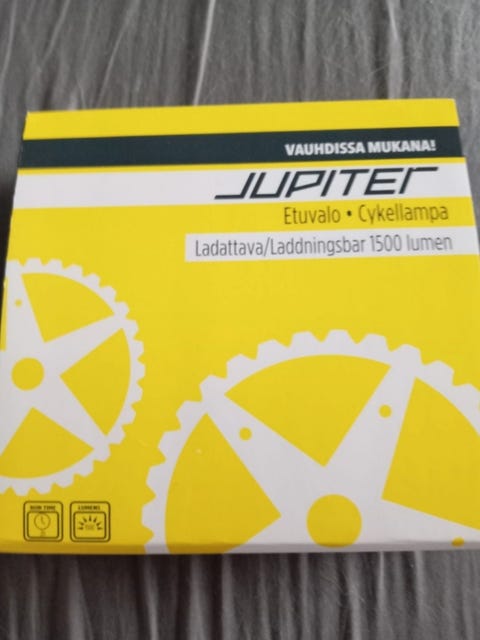 VAUHDISSA MUKANA!
JUPITER
Etuvalo • Cykellampa
Ladattava/Laddningsbar 1500 lumen
RUN TIME
LUMENS